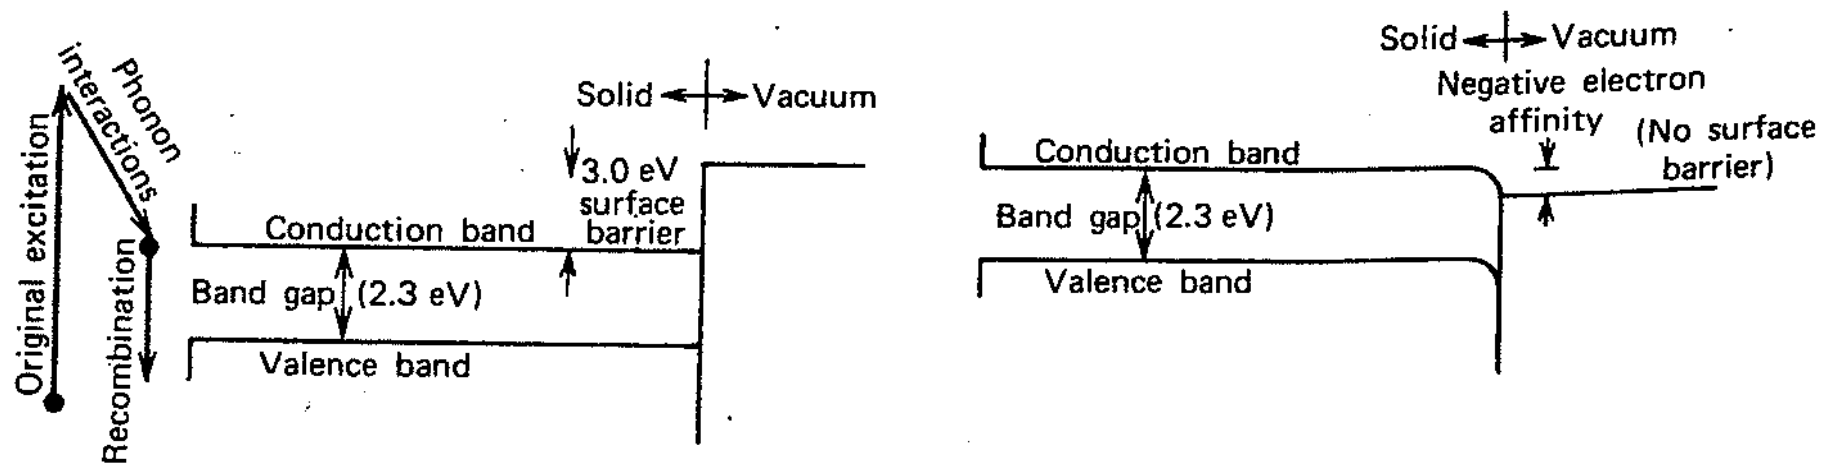 Original excitation
Phonon
interactions
Recombination
Solid
Vacuum
3.0 eV
surface
barrier
Conduction band
Band gap (2.3 eV)
Valence band
Solid
Vacuum
Negative electron
affinity
(No surface
barrier)
Conduction band
Band gap (2.3 eV)
Valence band